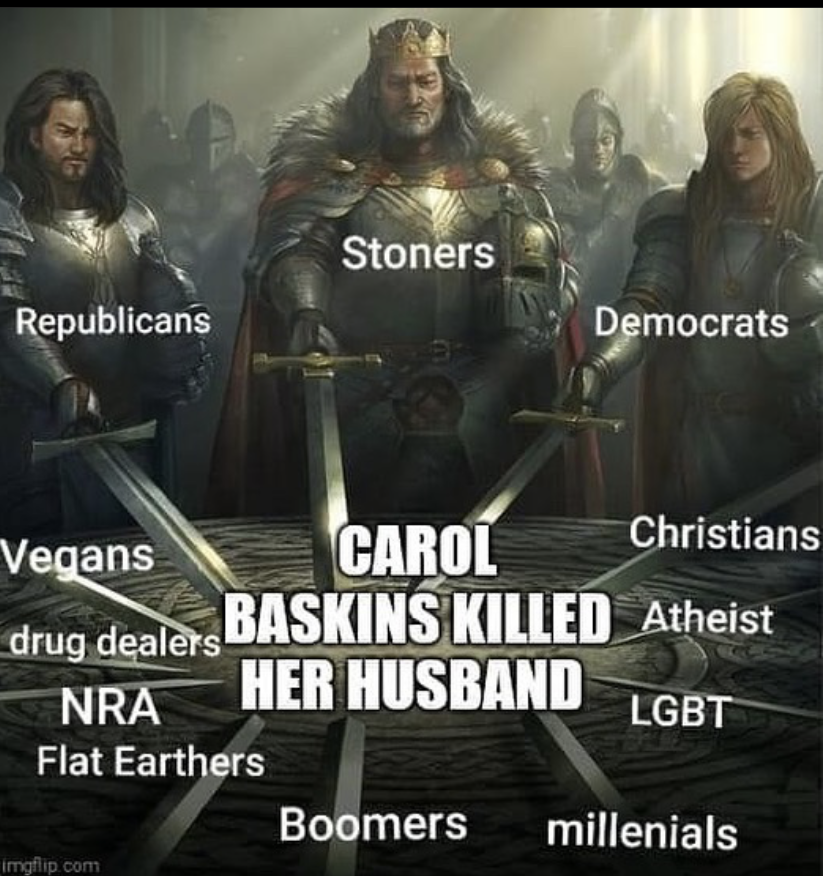 Stoners
Republicans
Democrats
Vegans
CAROL
Christians
BASKINS KILLED
Atheist
drug dealers
HER HUSBAND
NRA
LGBT
Flat Earthers
Boomers
millenials
imgflip.com